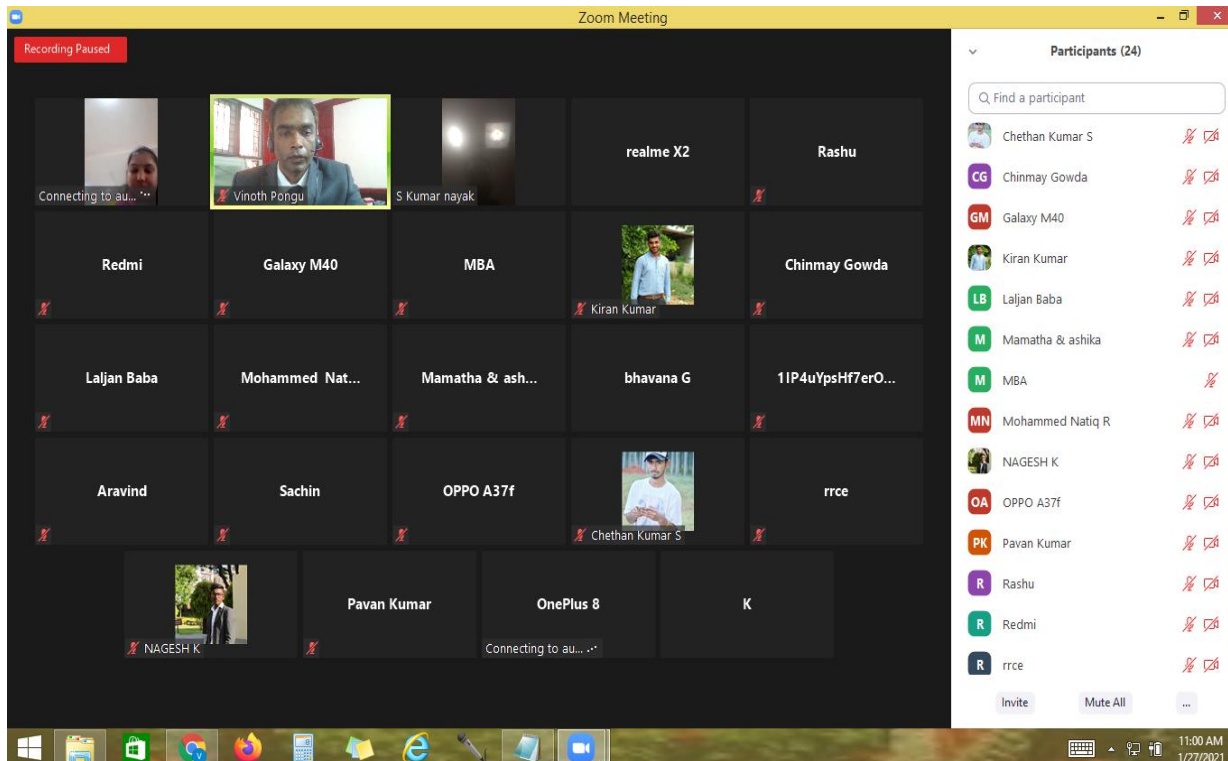 Zoom Meeting
Recording Paused
Connecting to au...
Vinoth Pongu
S Kumar nayak
realme X2
Rashu
Redmi
Galaxy M40
MBA
Kiran Kumar
Chinmay Gowda
Laljan Baba
Mohammed Nat...
Mamatha & ash...
bhavana G
1IP4uYpsHf7erO...
Aravind
Sachin
OPPO A37f
Chethan Kumar S
rrce
NAGESH K
Pavan Kumar
OnePlus 8
Connecting to au...
K
Participants (24)
Find a participant
Chethan Kumar S
CG Chinmay Gowda
GM Galaxy M40
Kiran Kumar
LB Laljan Baba
M Mamatha & ashika
M MBA
MN Mohammed Natiq R
NAGESH K
OA OPPO A37f
PK Pavan Kumar
R Rashu
R Redmi
R rrce
Invite Mute All ...
11:00 AM
1/27/2021